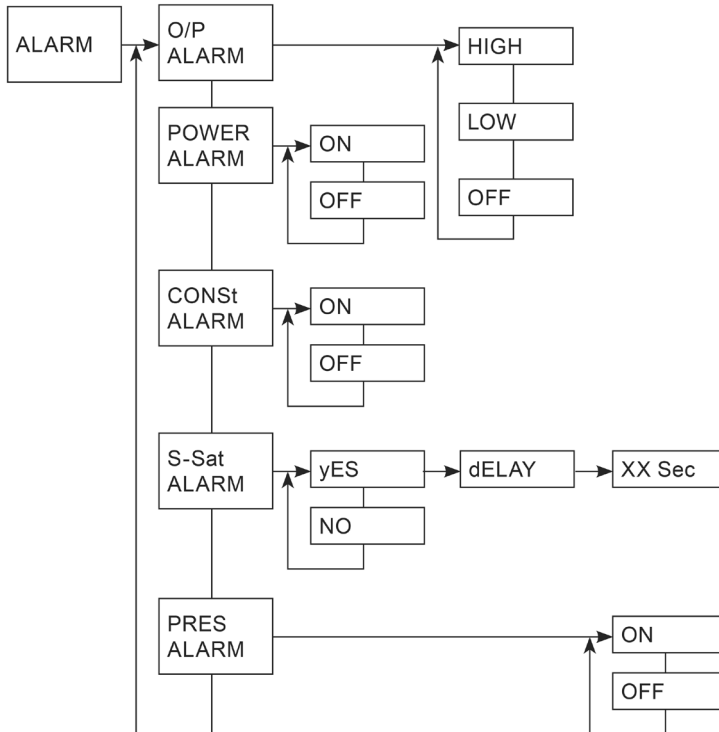 ALARM
O/P
ALARM
HIGH
LOW
OFF
POWER
ALARM
ON
OFF
CONSt
ALARM
ON
OFF
S-Sat
ALARM
yES
dELAY
XX Sec
NO
PRES
ALARM
ON
OFF